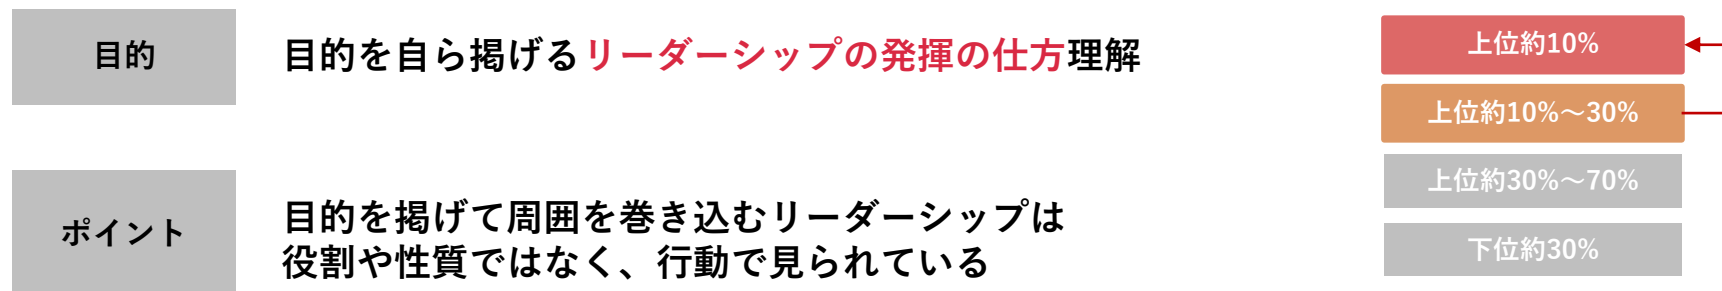 目的
目的を自ら掲げるリーダーシップの発揮の仕方理解
ポイント
目的を掲げて周囲を巻き込むリーダーシップは
役割や性質ではなく、行動で見られている
上位約10%
上位約10%〜30%
上位約30%〜70%
下位約30%